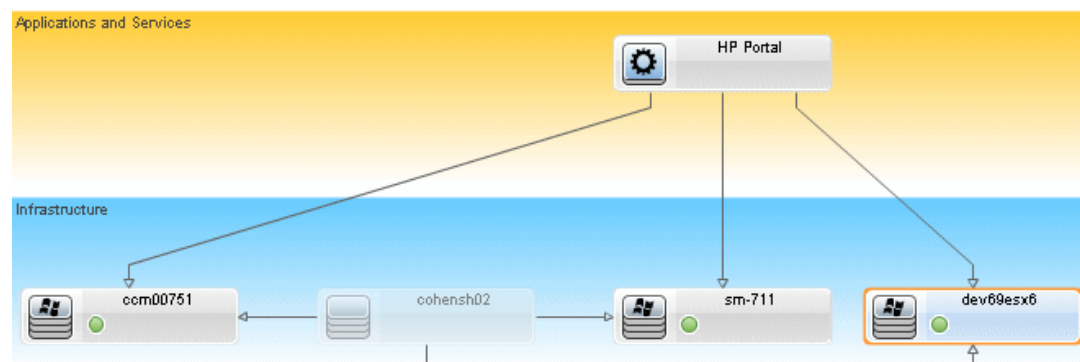 Applications and Services
HP Portal
Infrastructure
ccm00751
cohensh02
sm-711
dev69esx6